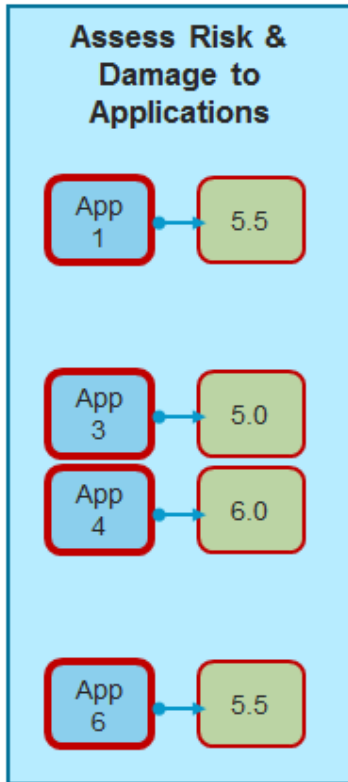 Assess Risk &
Damage to
Applications
App
1
5.5
App
3
5.0
App
4
6.0
App
6
5.5